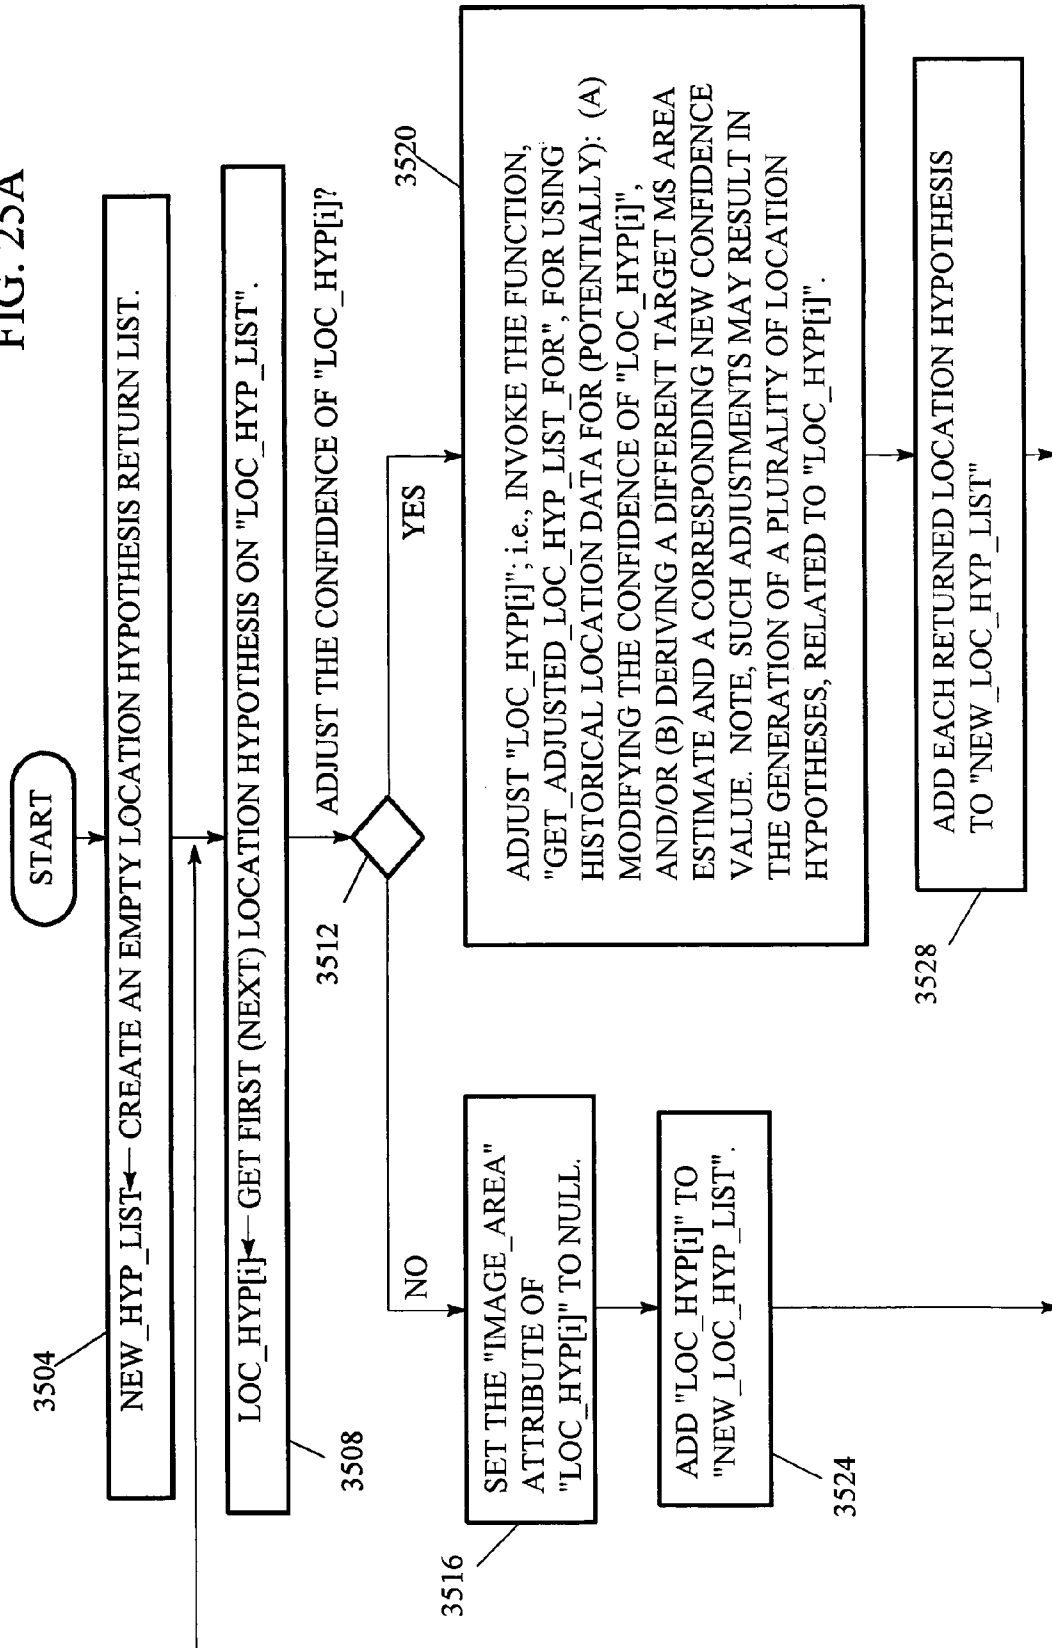 FIG. 25A
START
3504
NEW_HYP_LIST ← CREATE AN EMPTY LOCATION HYPOTHESIS RETURN LIST.
LOC_HYP[i] ← GET FIRST (NEXT) LOCATION HYPOTHESIS ON "LOC_HYP_LIST".
3508
ADJUST THE CONFIDENCE OF "LOC_HYP[i]?
3512
NO
YES
3516
SET THE "IMAGE_AREA"
ATTRIBUTE OF
"LOC_HYP[i]" TO NULL.
ADD "LOC_HYP[i]" TO
"NEW_LOC_HYP_LIST".
3524
3520
ADJUST "LOC_HYP[i]"; i.e., INVOKE THE FUNCTION,
"GET_ADJUSTED_LOC_HYP_LIST_FOR", FOR USING
HISTORICAL LOCATION DATA FOR (POTENTIALLY): (A)
MODIFYING THE CONFIDENCE OF "LOC_HYP[i]",
AND/OR (B) DERIVING A DIFFERENT TARGET MS AREA
ESTIMATE AND A CORRESPONDING NEW CONFIDENCE
VALUE. NOTE, SUCH ADJUSTMENTS MAY RESULT IN
THE GENERATION OF A PLURALITY OF LOCATION
HYPOTHESES, RELATED TO "LOC_HYP[i]".
3528
ADD EACH RETURNED LOCATION HYPOTHESIS
TO "NEW_LOC_HYP_LIST"